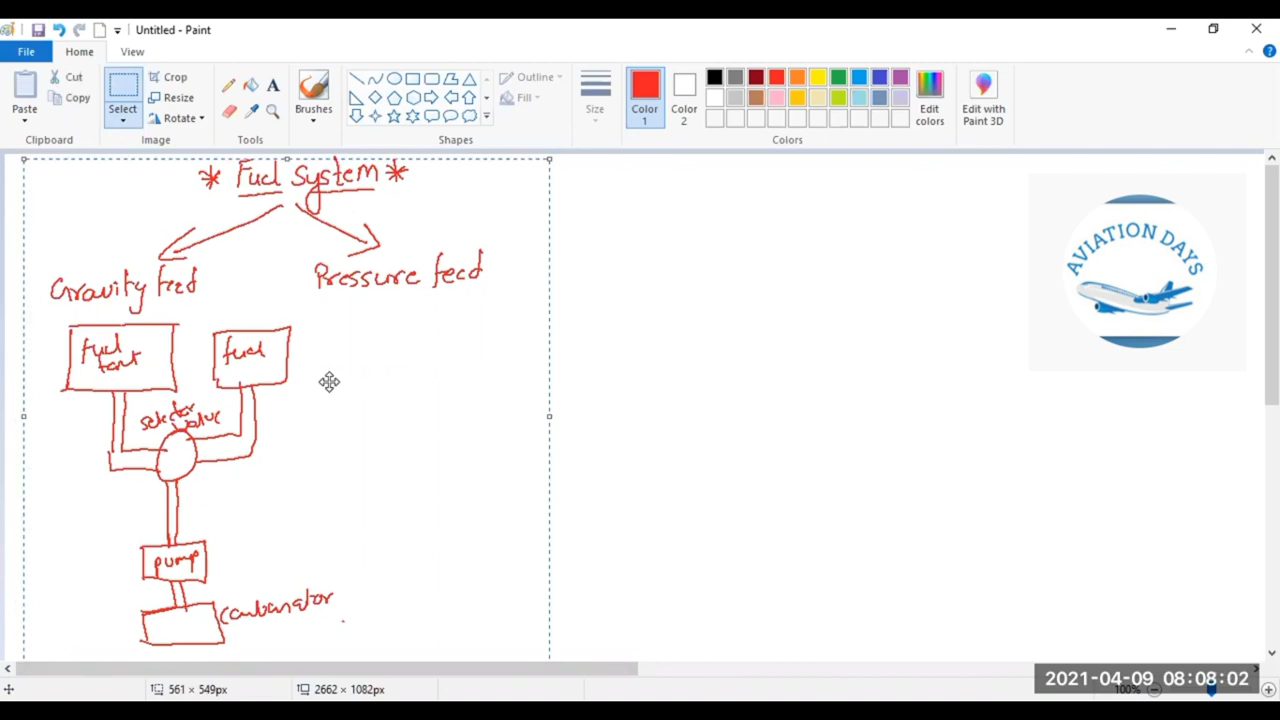 Untitled - Paint
File Home View
Paste
Cut
Copy
Clipboard
Select
Crop
Resize
Rotate
Image
Tools
Brushes
Shapes
Outline
Fill
Size
Color 1
Color 2
Edit colors
Edit with Paint 3D
Colors
* Fuel System *
Gravity feed
Pressure feed
fuel tank
fuel
selector valve
pump
AVIATION DAYS
561 × 549px
2662 × 1082px
100%
2021-04-09 08:08:02